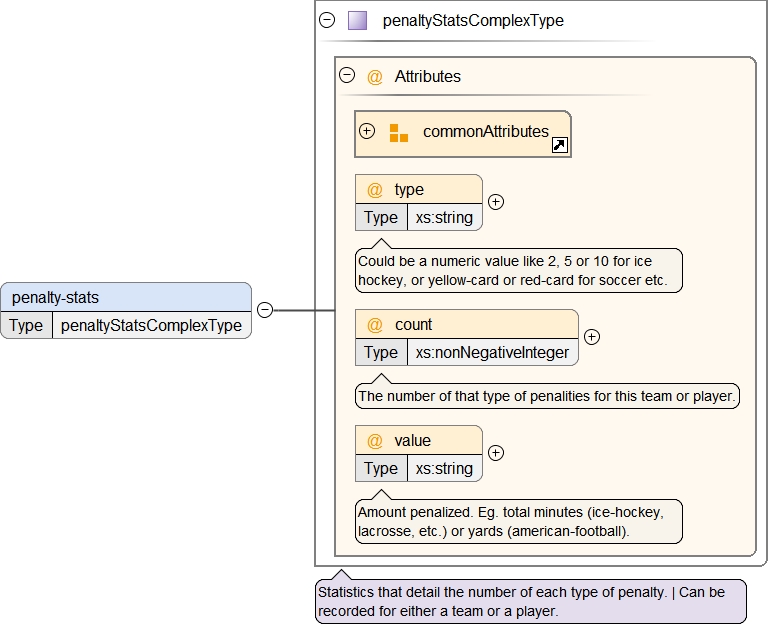 penaltyStatsComplexType
@ Attributes
commonAttributes
@ type
Type xs:string
Could be a numeric value like 2, 5 or 10 for ice
hockey, or yellow-card or red-card for soccer etc.
penalty-stats
Type penaltyStatsComplexType
@ count
Type xs:nonNegativeInteger
The number of that type of penalities for this team or player.
@ value
Type xs:string
Amount penalized. Eg. total minutes (ice-hockey,
lacrosse, etc.) or yards (american-football).
Statistics that detail the number of each type of penalty. | Can be
recorded for either a team or a player.